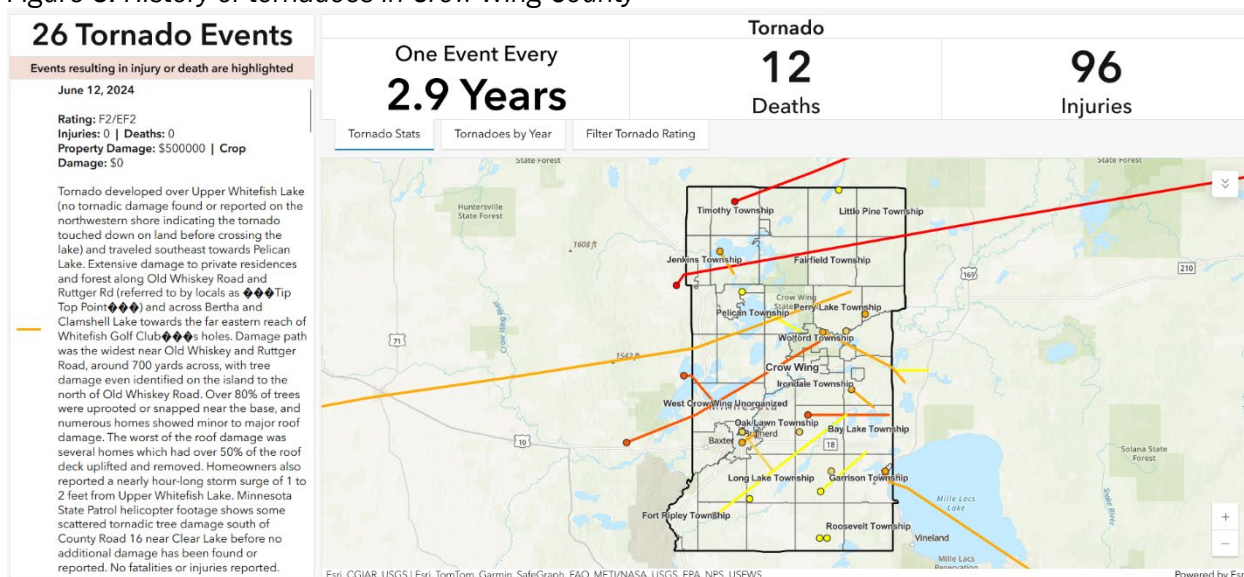 Figure 8. History of tornadoes in Crow Wing County
26 Tornado Events
Events resulting in injury or death are highlighted
June 12, 2024
Rating: F2/EF2
Injuries: 0 | Deaths: 0
Property Damage: $500000 | Crop
Damage: $0
Tornado developed over Upper Whitefish Lake
(no tornadic damage found or reported on the
northwestern shore indicating the tornado
touched down on land before crossing the
lake) and traveled southeast towards Pelican
Lake. Extensive damage to private residences
and forest along Old Whiskey Road and
Ruttger Rd (referred to by locals as ���Tip
Top Point���) and across Bertha and
Clamshell Lake towards the far eastern reach of
Whitefish Golf Club���s holes. Damage path
was the widest near Old Whiskey and Ruttger
Road, around 700 yards across, with tree
damage even identified on the island to the
north of Old Whiskey Road. Over 80% of trees
were uprooted or snapped near the base, and
numerous homes showed minor to major roof
damage. The worst of the roof damage was
several homes which had over 50% of the roof
deck uplifted and removed. Homeowners also
reported a nearly hour-long storm surge of 1 to
2 feet from Upper Whitefish Lake. Minnesota
State Patrol helicopter footage shows some
scattered tornadic tree damage south of
County Road 16 near Clear Lake before no
additional damage has been found or
reported. No fatalities or injuries reported.
Tornado
One Event Every
2.9 Years
12
Deaths
96
Injuries
Tornado Stats
Tornadoes by Year
Filter Tornado Rating
State Forest
State Forest
Huntersville
State Forest
Timothy Township
Little Pine Township
1608 ft
Jenkins Township
Fairfield Township
169
210
Crow Wing
State
Pelican Township
Perry Lake Township
Crow Wing River
71
Wolford Township
1542 ft
Crow Wing
Irondale Township
West Crow Wing Unorganized
Minnesota
Oak Lawn Township
Bay Lake Township
10
Baxter
Brainerd
18
Solana State
Forest
Long Lake Township
Garrison Township
Mille Lacs
Lake
Snake River
Fort Ripley Township
Roosevelt Township
Vineland
Mille Lacs
Reservation
+
−
Esri, CGIAR, USGS | Esri, TomTom, Garmin, SafeGraph, FAO, METI/NASA, USGS, EPA, NPS, USFWS
Powered by Esri